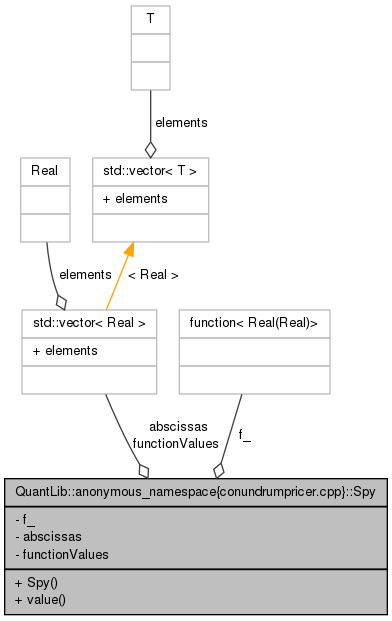 T
elements
Real
std::vector< T >
+ elements
elements
< Real >
std::vector< Real >
+ elements
function< Real(Real)>
abscissas
functionValues
f_
QuantLib::anonymous_namespace{conundrumpricer.cpp}::Spy
- f_
- abscissas
- functionValues
+ Spy()
+ value()